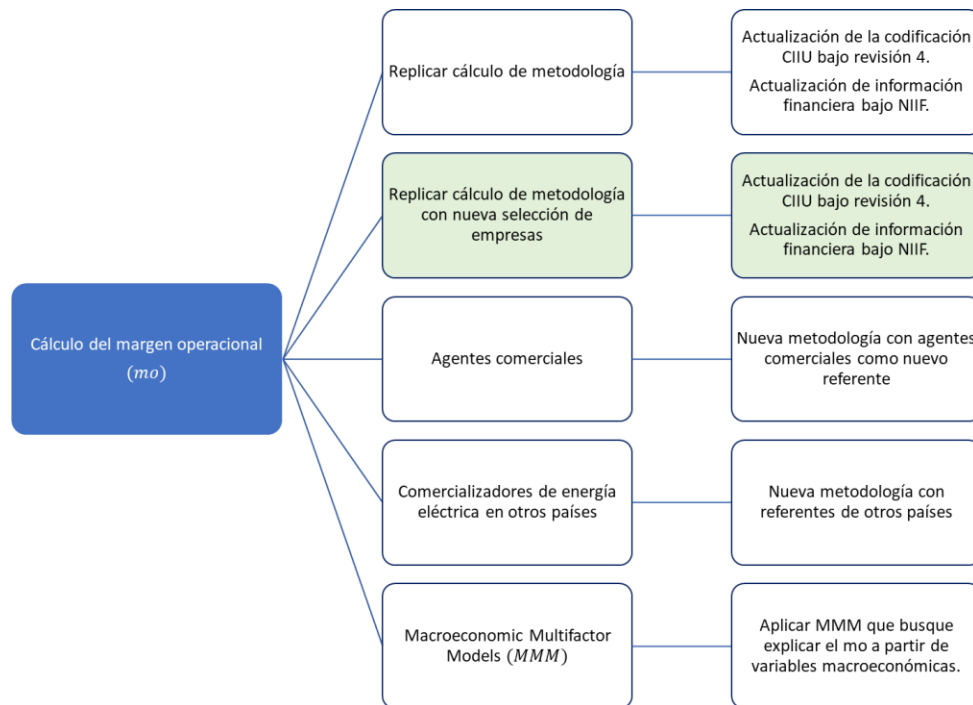 Replicar cálculo de metodología
Actualización de la codificación
CIIU bajo revisión 4.
Actualización de información
financiera bajo NIIF.
Replicar cálculo de metodología
con nueva selección de
empresas
Actualización de la codificación
CIIU bajo revisión 4.
Actualización de información
financiera bajo NIIF.
Cálculo del margen operacional
(mo)
Agentes comerciales
Nueva metodología con agentes
comerciales como nuevo
referente
Comercializadores de energía
eléctrica en otros países
Nueva metodología con
referentes de otros países
Macroeconomic Multifactor
Models (MMM)
Aplicar MMM que busque
explicar el mo a partir de
variables macroeconómicas.